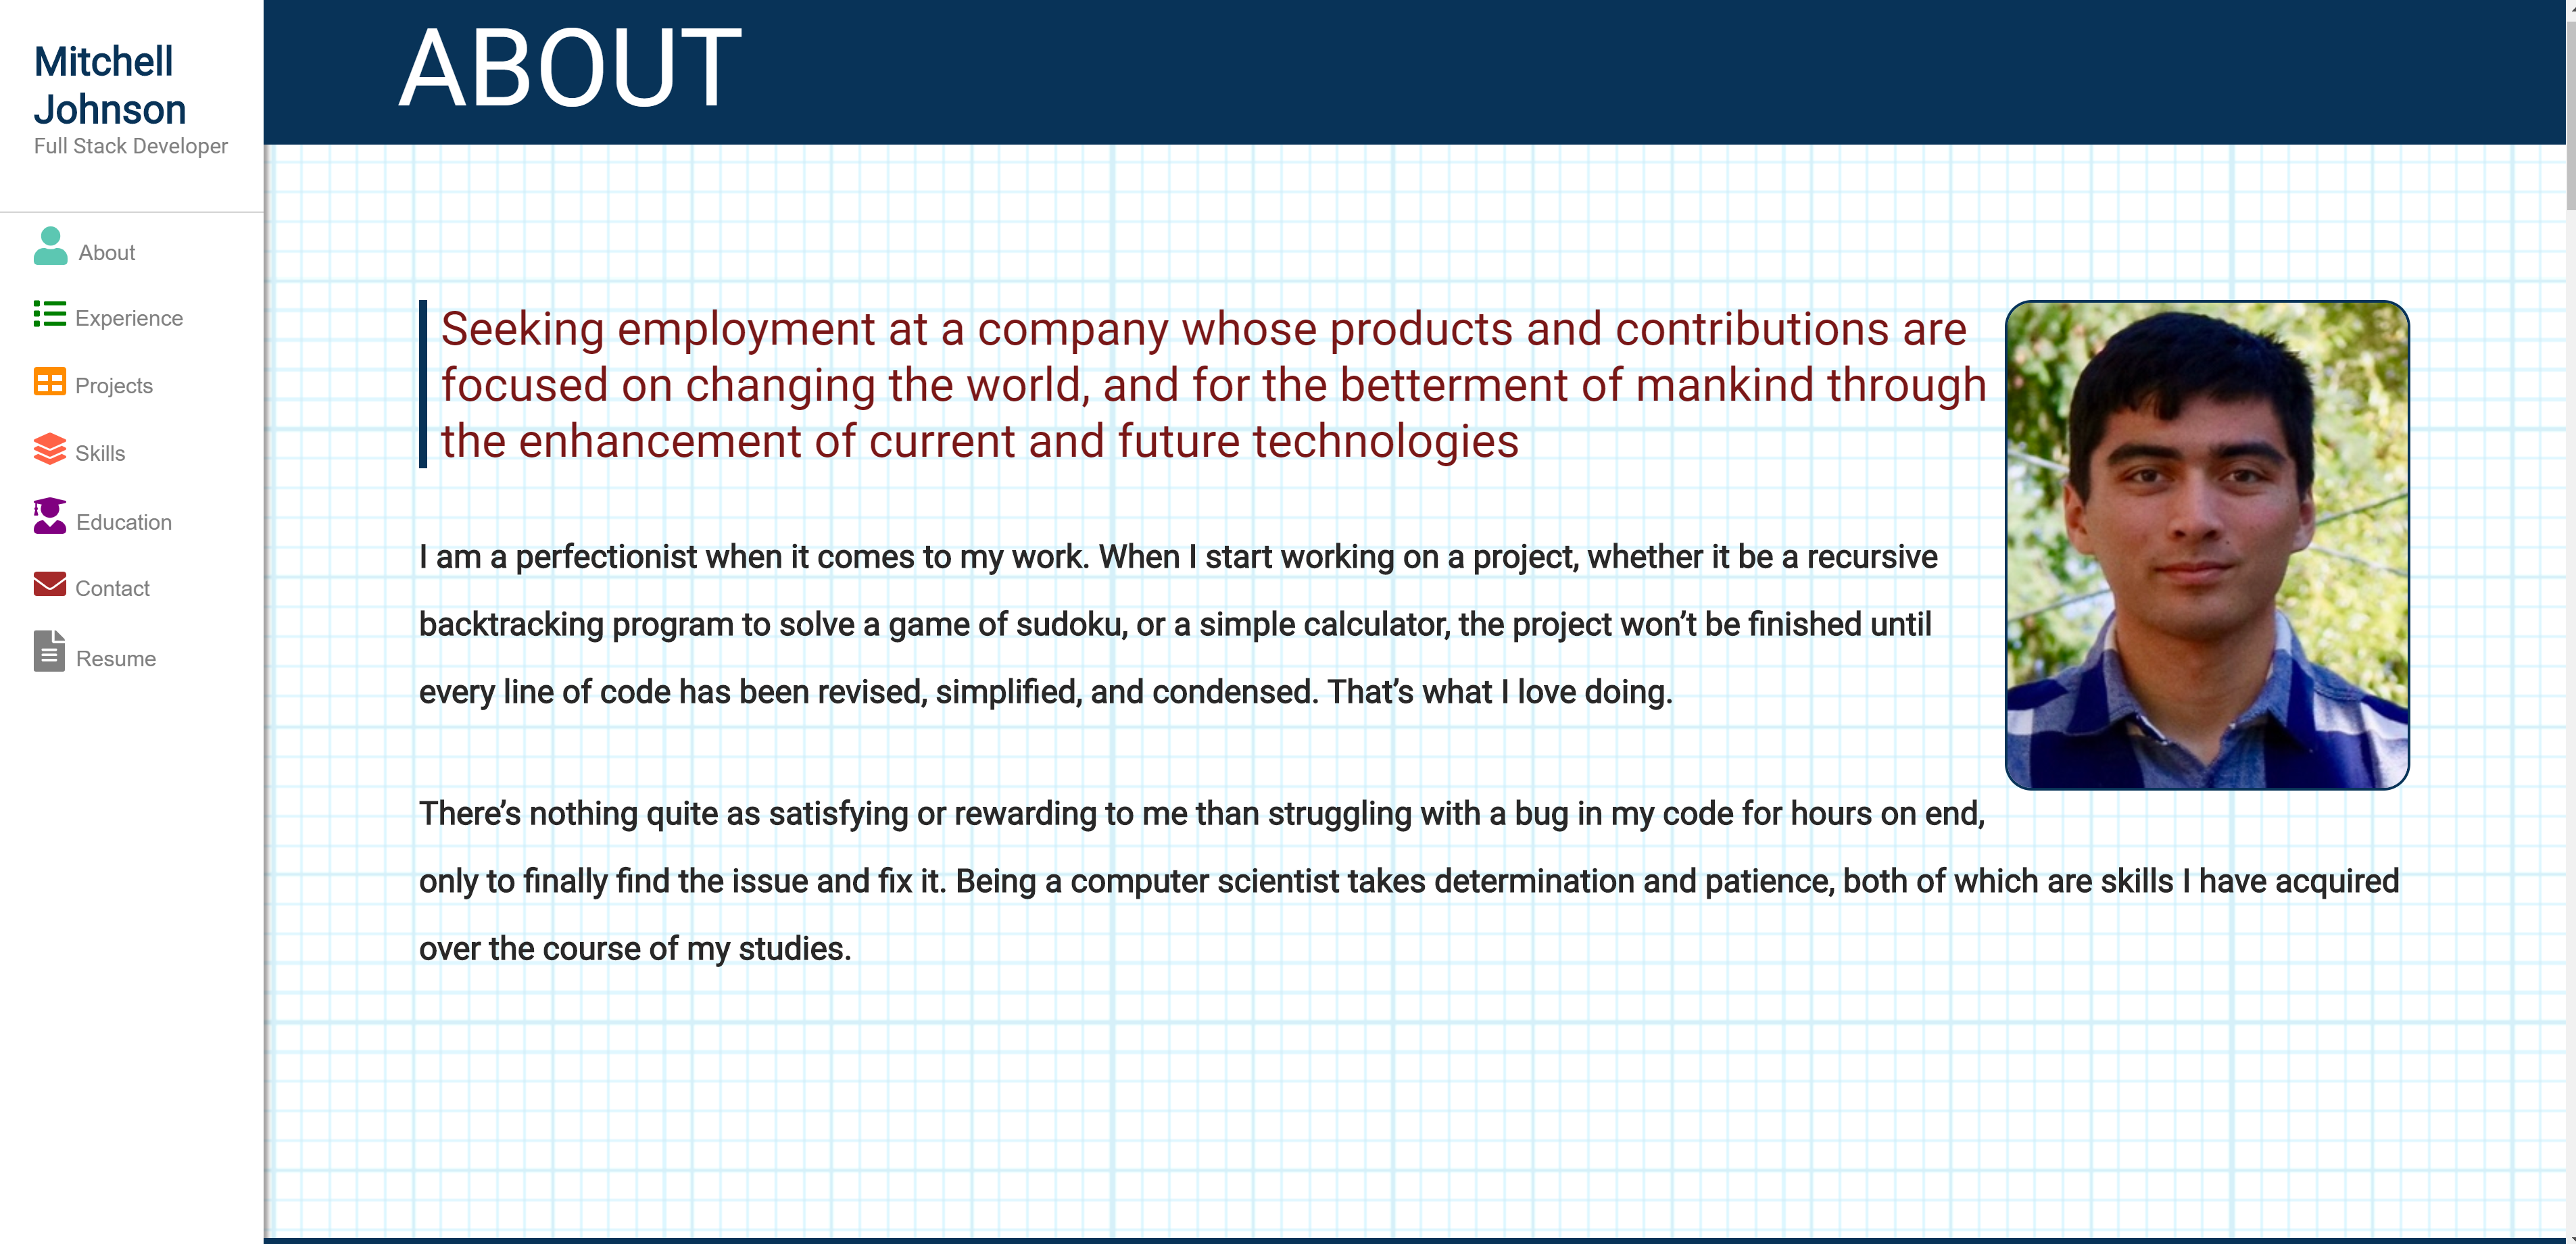 Mitchell
Johnson
Full Stack Developer
About
Experience
Projects
Skills
Education
Contact
Resume
ABOUT
Seeking employment at a company whose products and contributions are
focused on changing the world, and for the betterment of mankind through
the enhancement of current and future technologies
I am a perfectionist when it comes to my work. When I start working on a project, whether it be a recursive
backtracking program to solve a game of sudoku, or a simple calculator, the project won’t be finished until
every line of code has been revised, simplified, and condensed. That’s what I love doing.
There’s nothing quite as satisfying or rewarding to me than struggling with a bug in my code for hours on end,
only to finally find the issue and fix it. Being a computer scientist takes determination and patience, both of which are skills I have acquired
over the course of my studies.